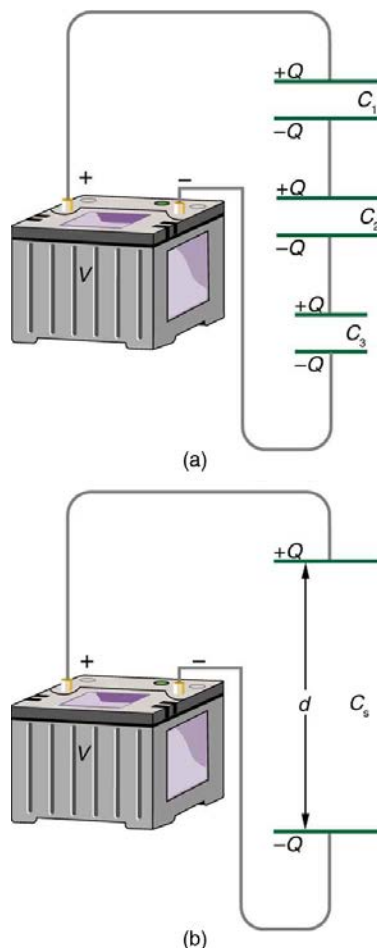 +Q
C₁
−Q
+Q
C₂
−Q
+Q
C₃
−Q
+ −
V
(a)
+Q
d
Cₛ
−Q
+ −
V
(b)